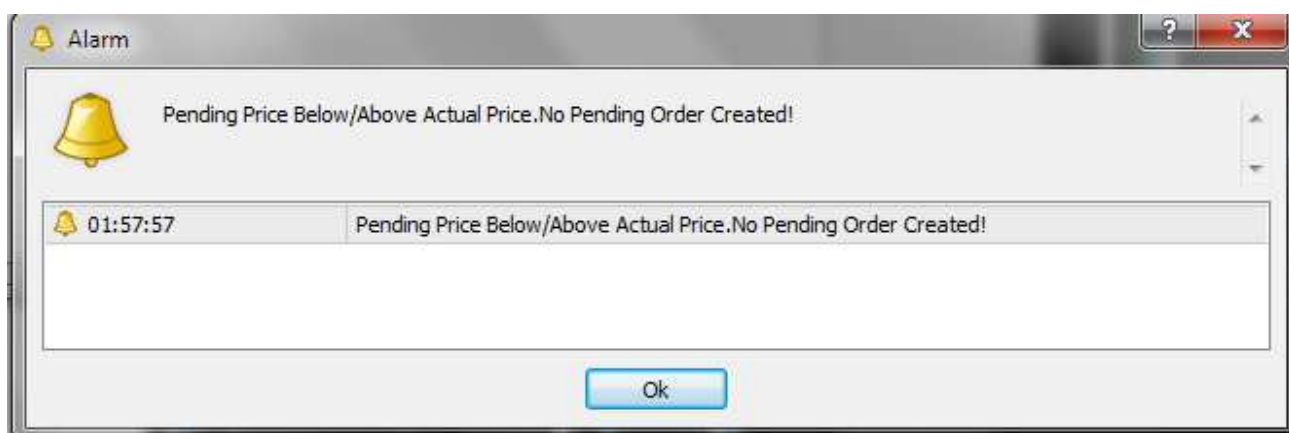 Alarm
?
X
Pending Price Below/Above Actual Price.No Pending Order Created!
01:57:57 Pending Price Below/Above Actual Price.No Pending Order Created!
Ok